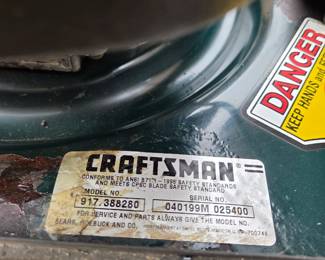 DANGER
KEEP HANDS and FEE
CRAFTSMAN
CONFORMS TO ANSI B71.1-1996 SAFETY STANDARDS
AND MEETS CPSC BLADE SAFETY STANDARD
MODEL NO. SERIAL NO.
917.388280 040199M 025400
FOR SERVICE AND PARTS ALWAYS GIVE THE MODEL NO.
SEARS, ROEBUCK AND CO.